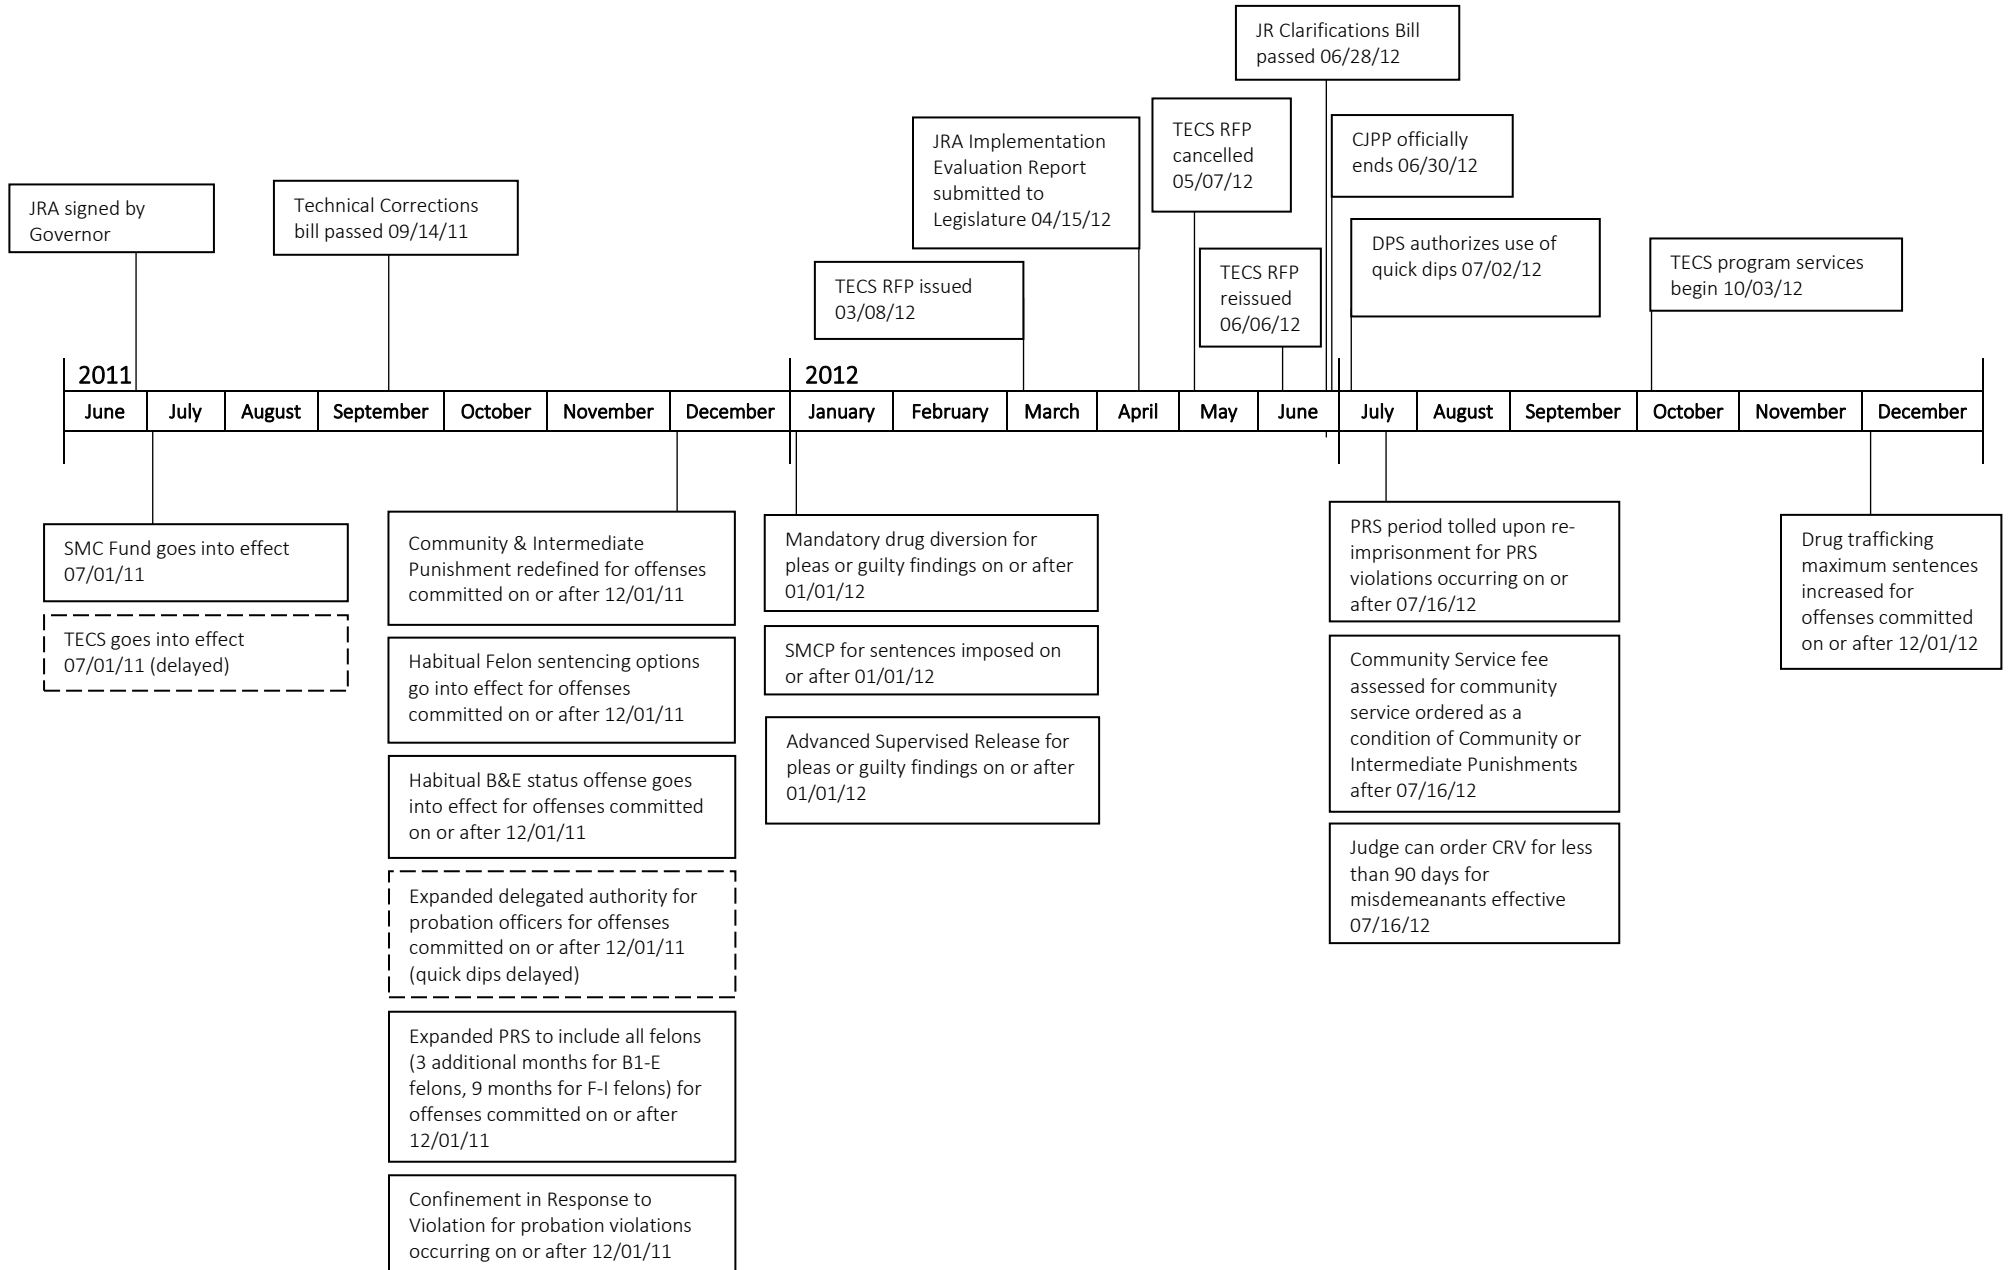 JR Clarifications Bill
passed 06/28/12
JRA Implementation
Evaluation Report
submitted to
Legislature 04/15/12
TECS RFP
cancelled
05/07/12
CJPP officially
ends 06/30/12
JRA signed by
Governor
Technical Corrections
bill passed 09/14/11
TECS RFP issued
03/08/12
TECS RFP
reissued
06/06/12
DPS authorizes use of
quick dips 07/02/12
TECS program services
begin 10/03/12
2011
2012
June July August September October November December January February March April May June July August September October November December
SMC Fund goes into effect
07/01/11
TECS goes into effect
07/01/11 (delayed)
Community & Intermediate
Punishment redefined for offenses
committed on or after 12/01/11
Habitual Felon sentencing options
go into effect for offenses
committed on or after 12/01/11
Habitual B&E status offense goes
into effect for offenses committed
on or after 12/01/11
Expanded delegated authority for
probation officers for offenses
committed on or after 12/01/11
(quick dips delayed)
Expanded PRS to include all felons
(3 additional months for B1-E
felons, 9 months for F-I felons) for
offenses committed on or after
12/01/11
Confinement in Response to
Violation for probation violations
occurring on or after 12/01/11
Mandatory drug diversion for
pleas or guilty findings on or after
01/01/12
SMCP for sentences imposed on
or after 01/01/12
Advanced Supervised Release for
pleas or guilty findings on or after
01/01/12
PRS period tolled upon re-
imprisonment for PRS
violations occurring on or
after 07/16/12
Community Service fee
assessed for community
service ordered as a
condition of Community or
Intermediate Punishments
after 07/16/12
Judge can order CRV for less
than 90 days for
misdemeanants effective
07/16/12
Drug trafficking
maximum sentences
increased for
offenses committed
on or after 12/01/12